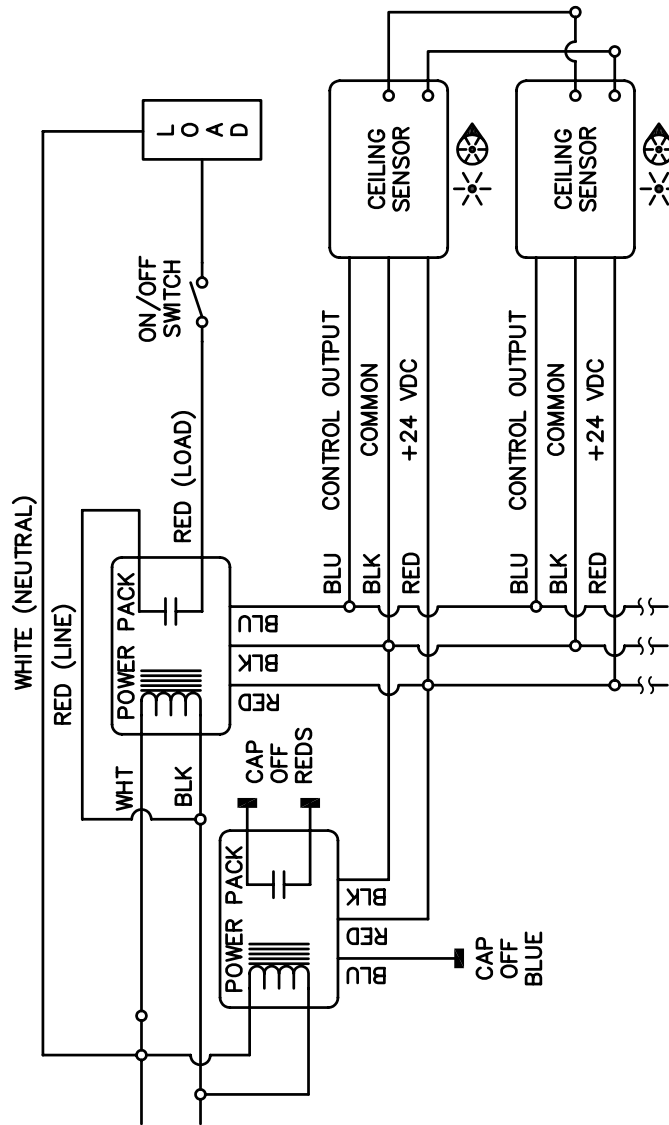 WHITE (NEUTRAL)
RED (LINE)
WHT
BLK
POWER PACK
BLU
BLK
RED
RED (LOAD)
ON/OFF
SWITCH
LOAD
POWER PACK
CAP
OFF
REDS
BLK
RED
BLU
CAP
OFF
BLUE
BLU
CONTROL OUTPUT
BLK
COMMON
RED
+24 VDC
CEILING
SENSOR
BLU
CONTROL OUTPUT
BLK
COMMON
RED
+24 VDC
CEILING
SENSOR